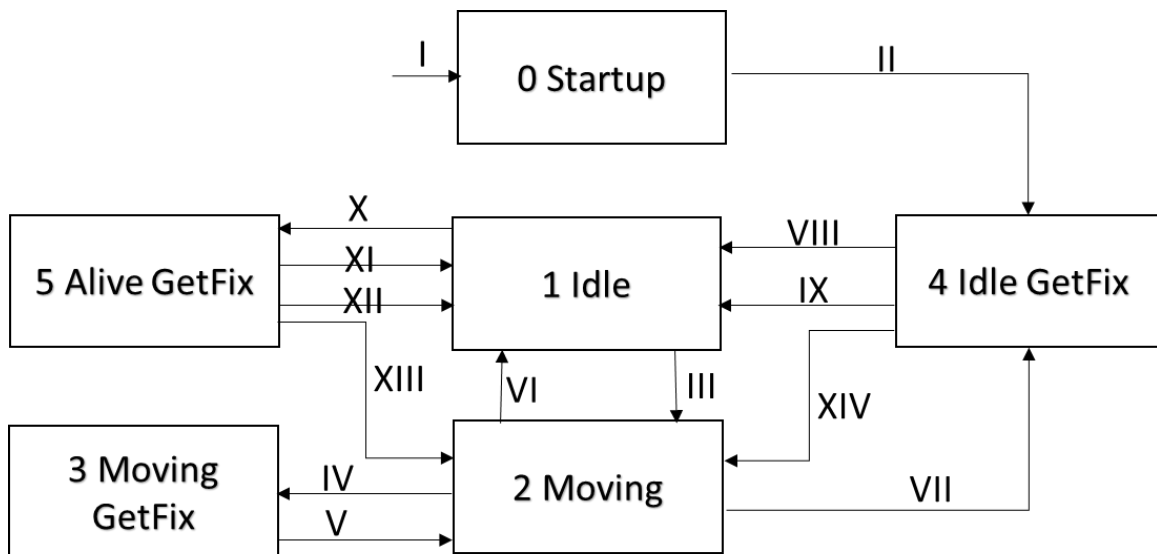 I
0 Startup
II
X
VIII
5 Alive GetFix
XI
1 Idle
4 Idle GetFix
XII
IX
XIII
VI
III
XIV
3 Moving
GetFix
IV
2 Moving
VII
V